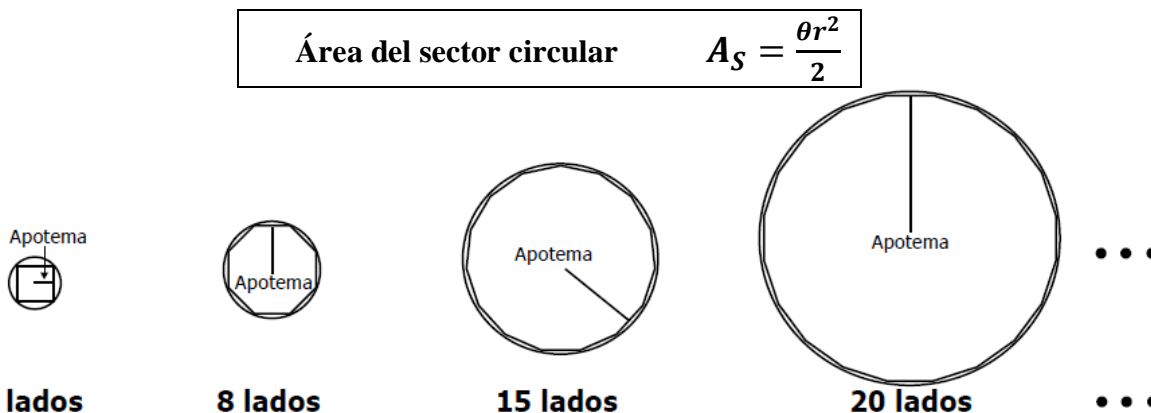 Área del sector circular A_S = θr²/2
Apotema
Apotema
Apotema
Apotema
lados
8 lados
15 lados
20 lados